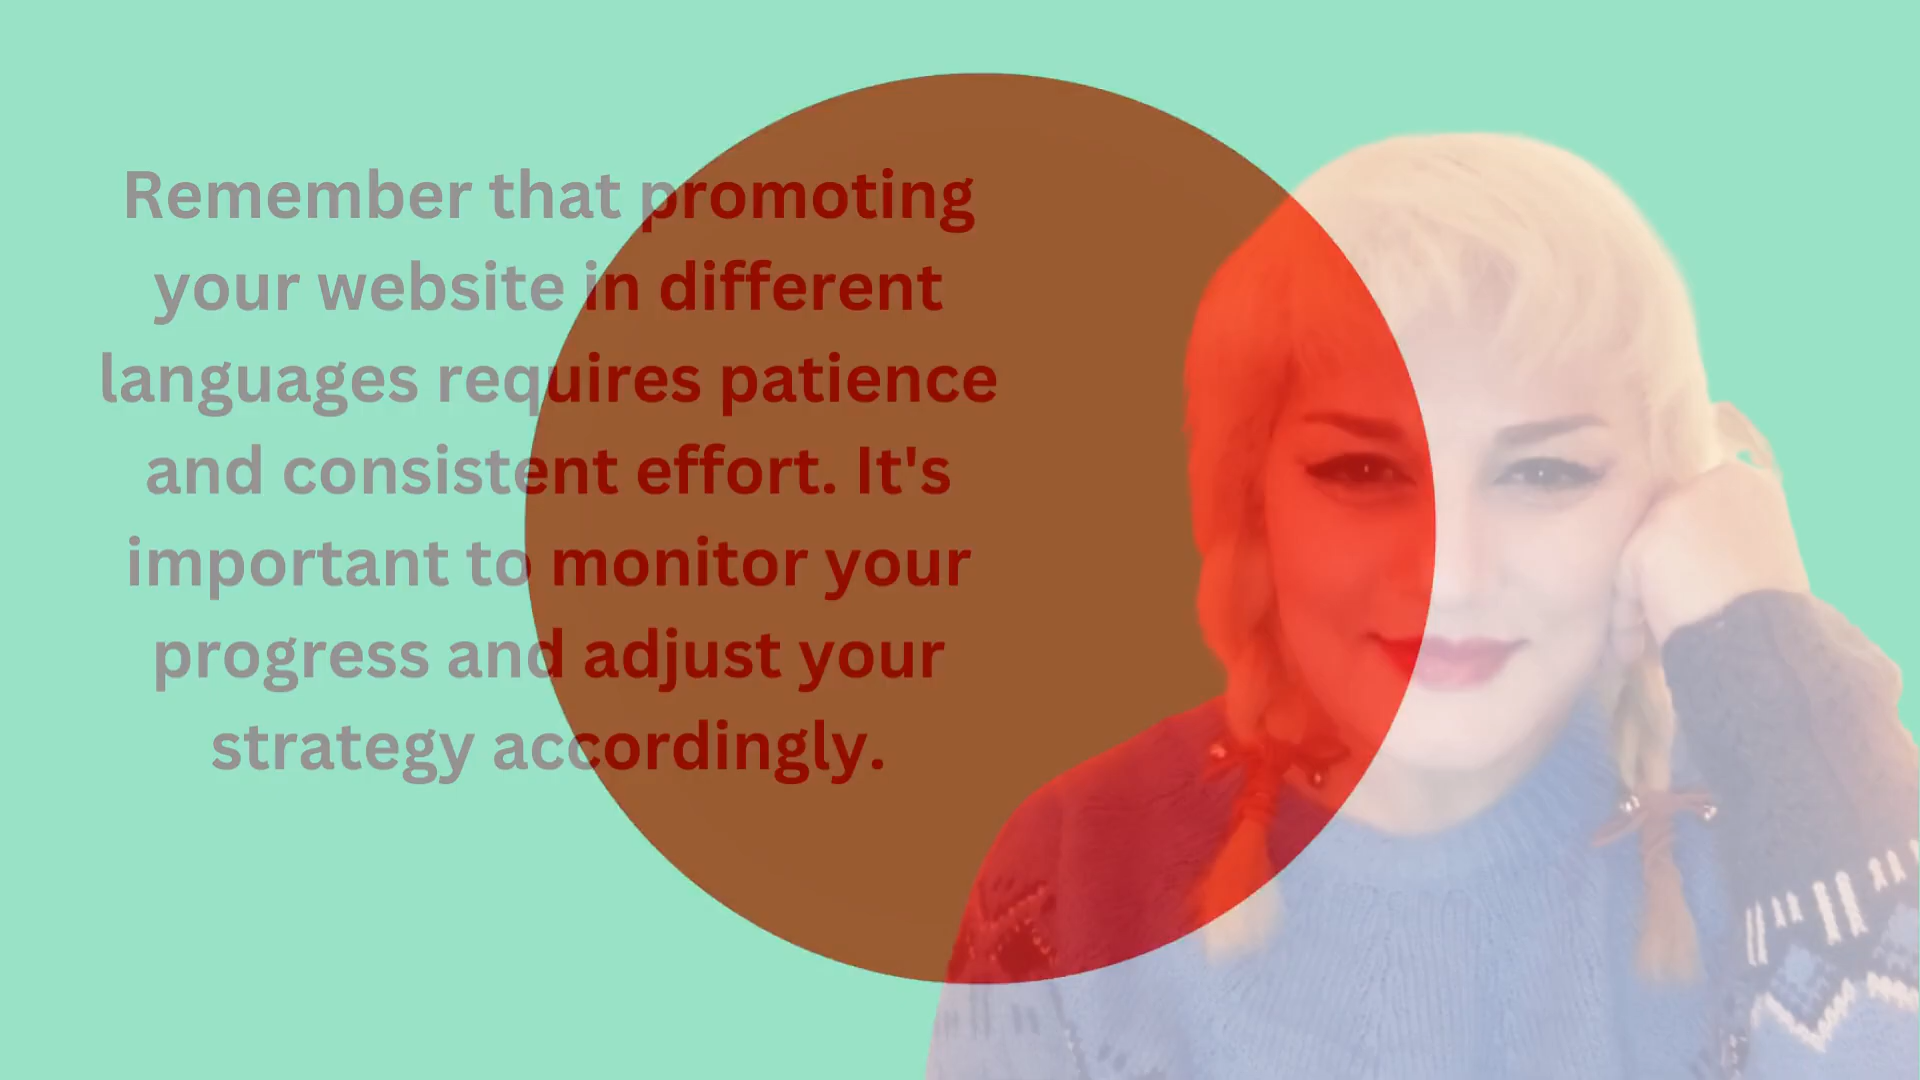 Remember that promoting
your website in different
languages requires patience
and consistent effort. It's
important to monitor your
progress and adjust your
strategy accordingly.